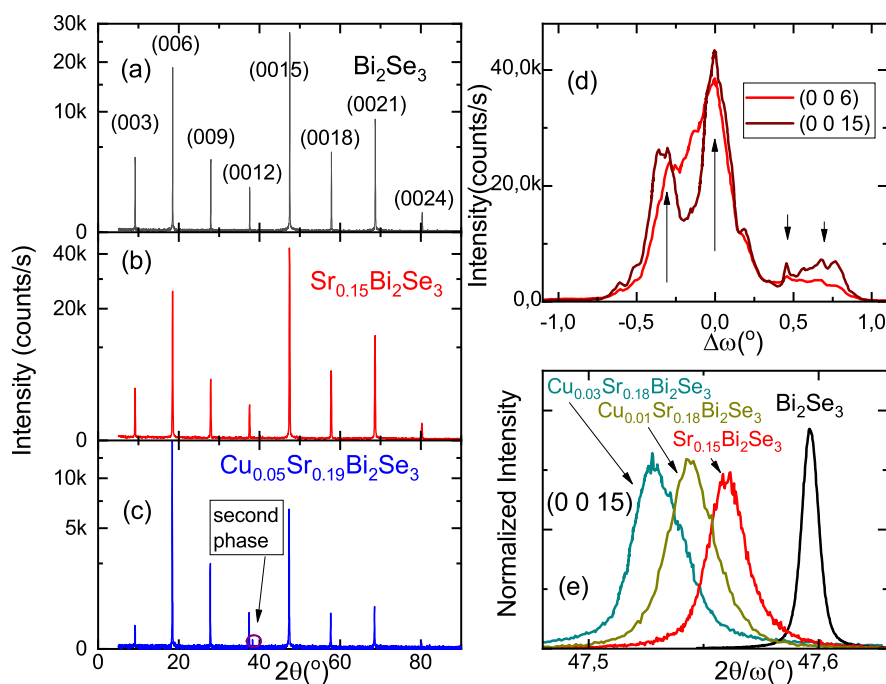 Intensity (counts/s)
30k
20k
10k
0
(a)
Bi₂Se₃
(003)
(006)
(009)
(0012)
(0015)
(0018)
(0021)
(0024)
40k
20k
0
(b)
Sr₀.₁₅Bi₂Se₃
10k
5k
0
(c)
Cu₀.₀₅Sr₀.₁₉Bi₂Se₃
second
phase
0 20 40 60 80
2θ(º)
(d)
Intensity(counts/s)
40,0k
20,0k
0,0
(0 0 6)
(0 0 15)
-1,0 -0,5 0,0 0,5 1,0
Δω(º)
Normalized Intensity
Cu₀.₀₃Sr₀.₁₈Bi₂Se₃
Cu₀.₀₁Sr₀.₁₈Bi₂Se₃
Sr₀.₁₅Bi₂Se₃
Bi₂Se₃
(0 0 15)
(e)
47,5 47,6
2θ/ω(º)